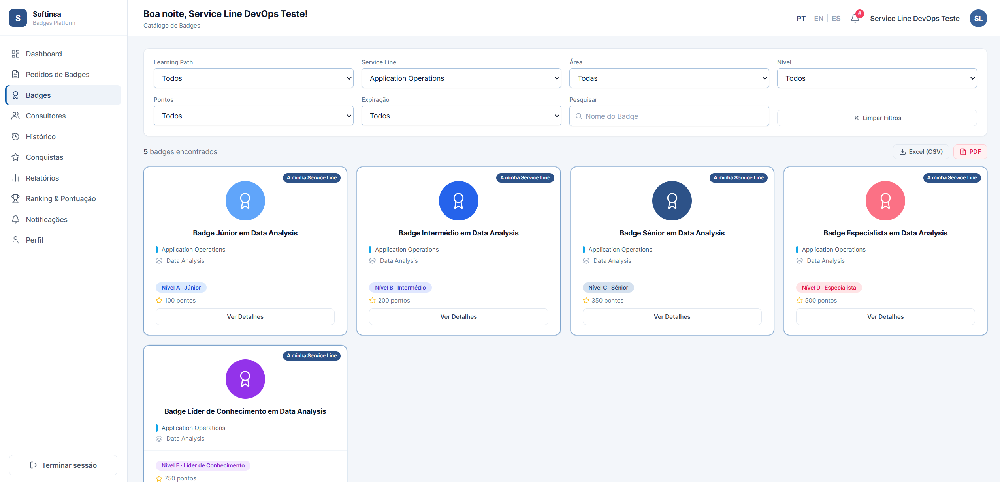 S
Softinsa
Badges Platform
Dashboard
Pedidos de Badges
Badges
Consultores
Histórico
Conquistas
Relatórios
Ranking & Pontuação
Notificações
Perfil
Terminar sessão
Boa noite, Service Line DevOps Teste!
Catálogo de Badges
PT EN ES 6 Service Line DevOps Teste SL
Learning Path Service Line Área Nível
Todos Application Operations Todas Todos
Pontos Expiração Pesquisar
Todos Todos Nome do Badge Limpar Filtros
5 badges encontrados Excel (CSV) PDF
A minha Service Line
Badge Júnior em Data Analysis
Application Operations
Data Analysis
Nível A · Júnior
100 pontos
Ver Detalhes
A minha Service Line
Badge Intermédio em Data Analysis
Application Operations
Data Analysis
Nível B · Intermédio
200 pontos
Ver Detalhes
A minha Service Line
Badge Sénior em Data Analysis
Application Operations
Data Analysis
Nível C · Sénior
350 pontos
Ver Detalhes
A minha Service Line
Badge Especialista em Data Analysis
Application Operations
Data Analysis
Nível D · Especialista
500 pontos
Ver Detalhes
A minha Service Line
Badge Líder de Conhecimento em Data Analysis
Application Operations
Data Analysis
Nível E · Líder de Conhecimento
750 pontos